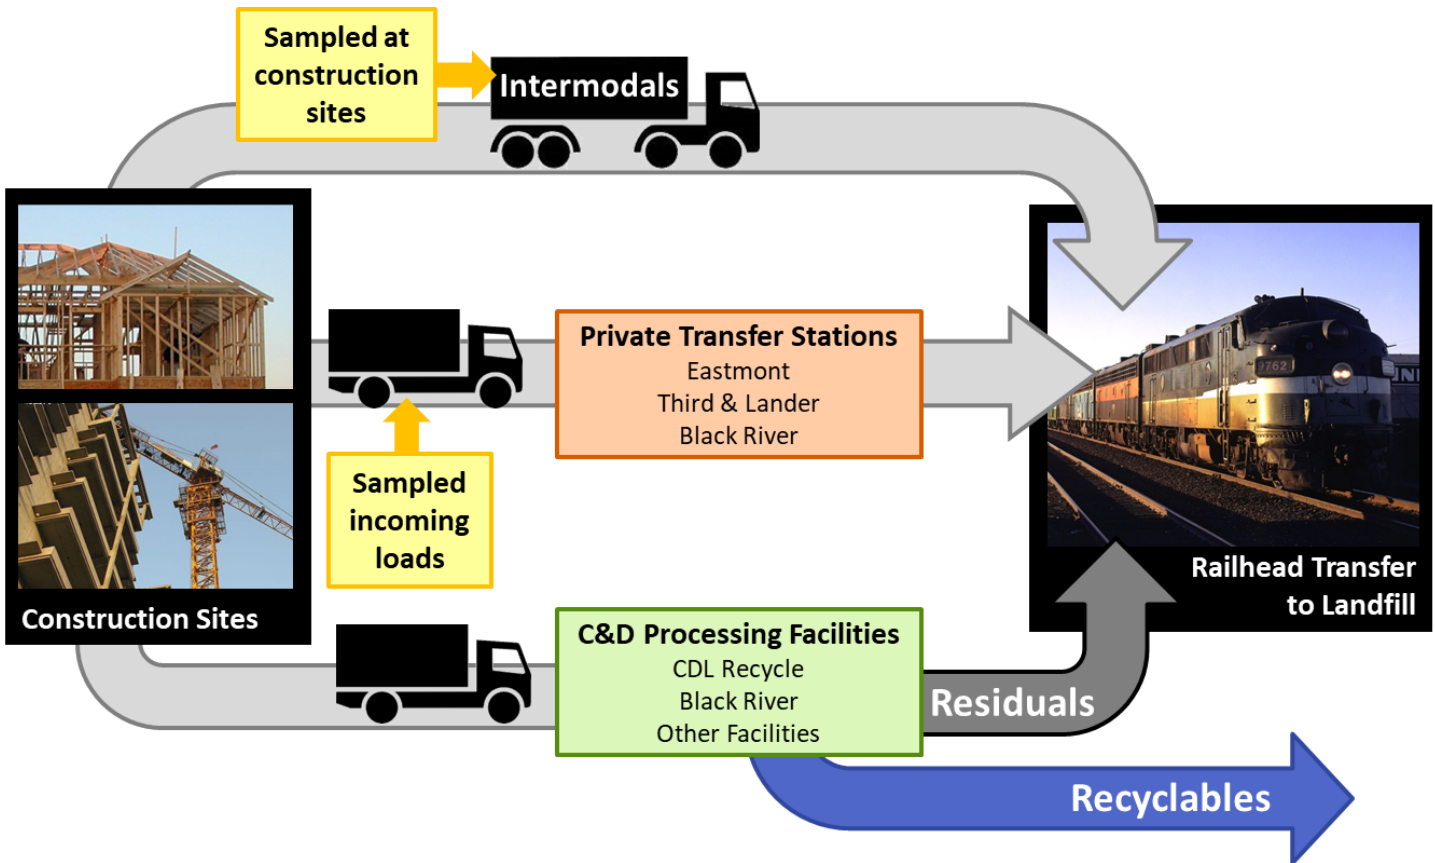 Sampled at
construction
sites
Intermodals
Private Transfer Stations
Eastmont
Third & Lander
Black River
Sampled
incoming
loads
Construction Sites
9762
Railhead Transfer
to Landfill
C&D Processing Facilities
CDL Recycle
Black River
Other Facilities
Residuals
Recyclables